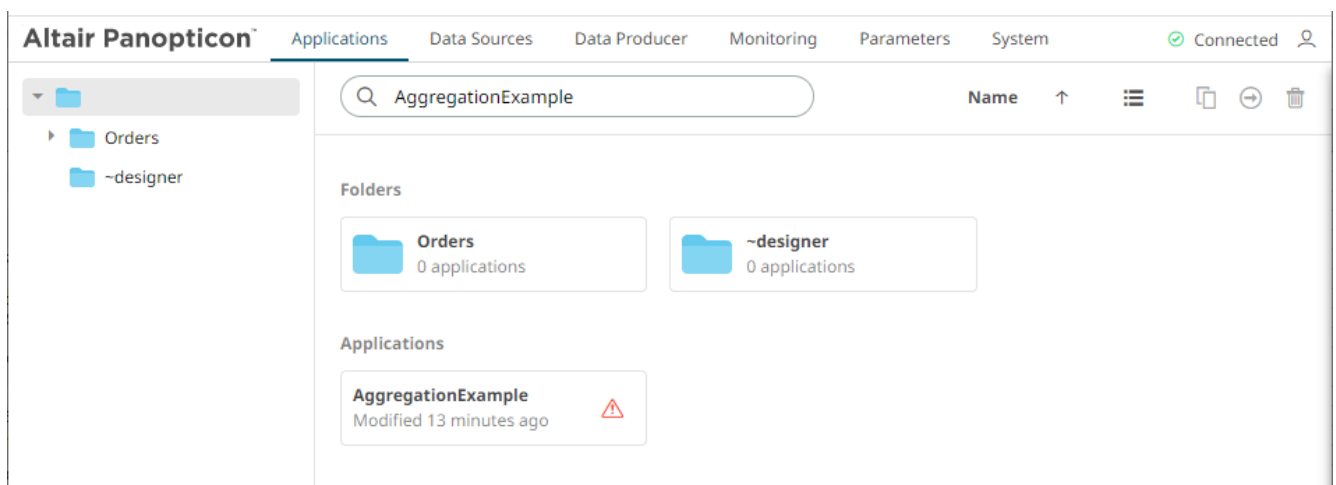 Altair Panopticon™ Applications Data Sources Data Producer Monitoring Parameters System Connected
AggregationExample Name
Orders
~designer
Folders
Orders ~designer
0 applications 0 applications
Applications
AggregationExample
Modified 13 minutes ago